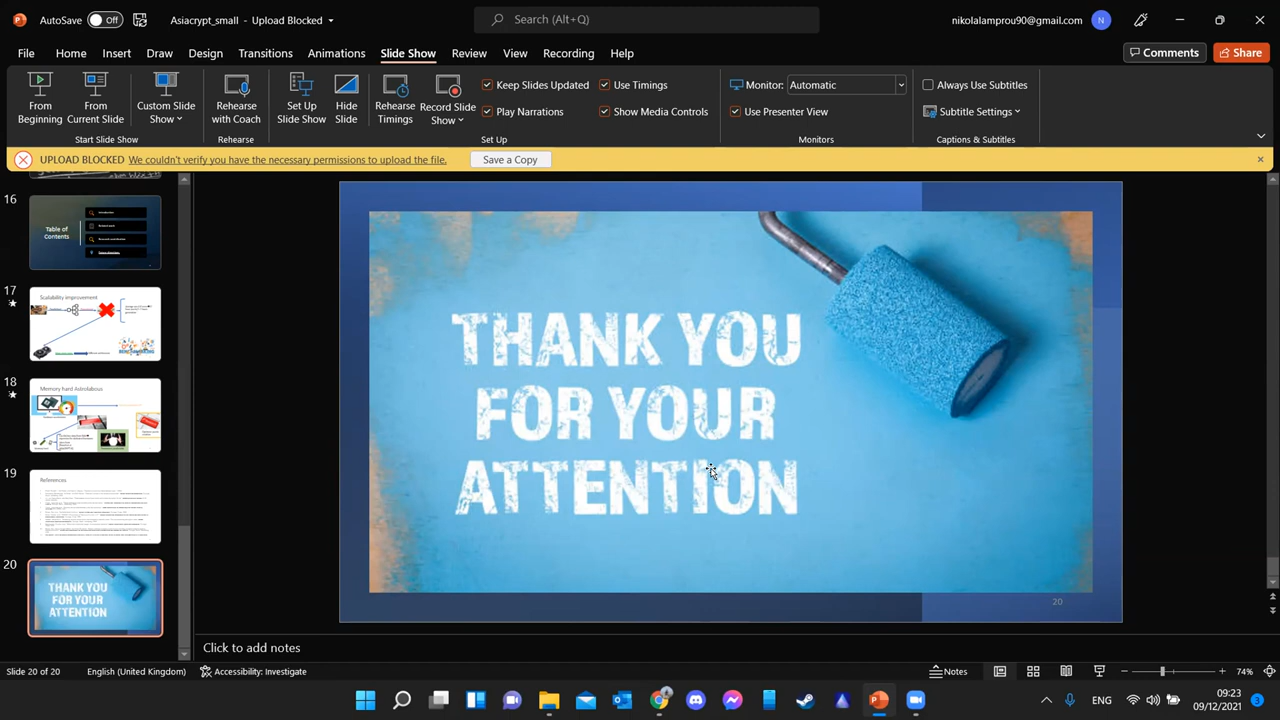 AutoSave Off Asiacrypt_small - Upload Blocked Search (Alt+Q) nikolalamprou90@gmail.com N
File Home Insert Draw Design Transitions Animations Slide Show Review View Recording Help Comments Share
From Beginning
From Current Slide
Custom Slide Show
Rehearse with Coach
Set Up Slide Show
Hide Slide
Rehearse Timings
Record Slide Show
Keep Slides Updated
Play Narrations
Use Timings
Show Media Controls
Monitor: Automatic
Use Presenter View
Always Use Subtitles
Subtitle Settings
Start Slide Show Rehearse Set Up Monitors Captions & Subtitles
UPLOAD BLOCKED We couldn't verify you have the necessary permissions to upload the file. Save a Copy
16
Table of
Contents
Introduction
17
Scalability improvement
18
Memory hard Astrolabous
19
References
20
THANK YOU
FOR YOUR
ATTENTION
THANK YOU
FOR YOUR
ATTENTION
20
Click to add notes
Slide 20 of 20 English (United Kingdom) Accessibility: Investigate Notes 74%
ENG 09:23
09/12/2021 3